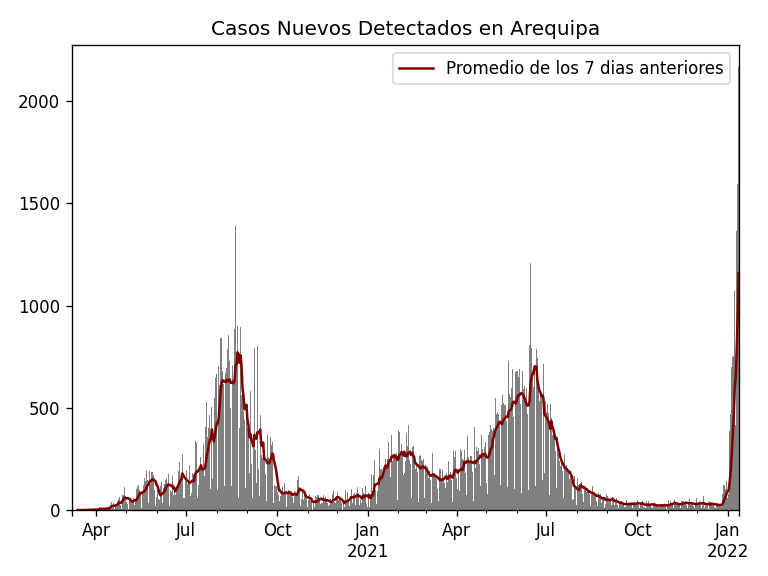 Casos Nuevos Detectados en Arequipa
Promedio de los 7 dias anteriores
2000
1500
1000
500
0
Apr Jul Oct Jan Apr Jul Oct Jan
2021 2022